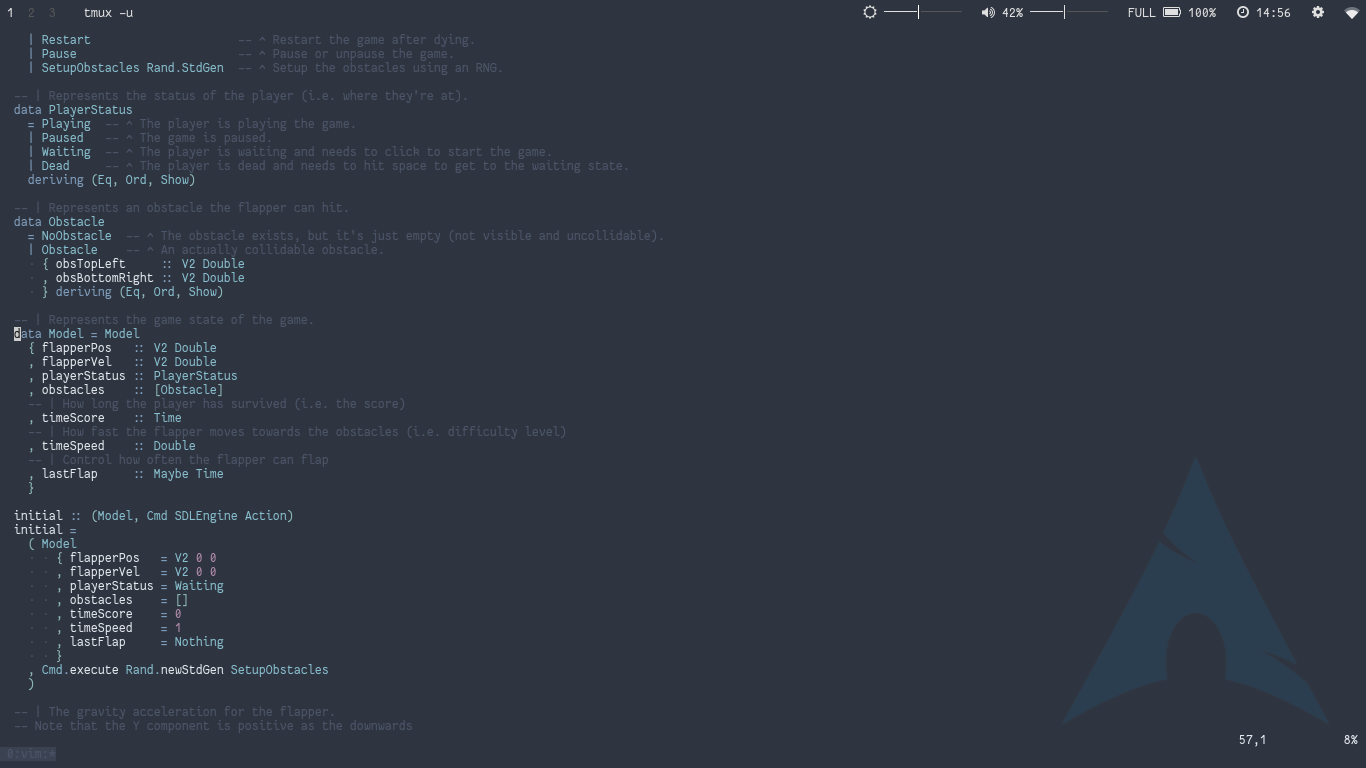 1 2 3 tmux -u 42% FULL 100% 14:56
| Restart -- ^ Restart the game after dying.
| Pause -- ^ Pause or unpause the game.
| SetupObstacles Rand.StdGen -- ^ Setup the obstacles using an RNG.
-- | Represents the status of the player (i.e. where they're at).
data PlayerStatus
= Playing -- ^ The player is playing the game.
| Paused -- ^ The game is paused.
| Waiting -- ^ The player is waiting and needs to click to start the game.
| Dead -- ^ The player is dead and needs to hit space to get to the waiting state.
deriving (Eq, Ord, Show)
-- | Represents an obstacle the flapper can hit.
data Obstacle
= NoObstacle -- ^ The obstacle exists, but it's just empty (not visible and uncollidable).
| Obstacle -- ^ An actually collidable obstacle.
{ obsTopLeft :: V2 Double
, obsBottomRight :: V2 Double
} deriving (Eq, Ord, Show)
-- | Represents the game state of the game.
data Model = Model
{ flapperPos :: V2 Double
, flapperVel :: V2 Double
, playerStatus :: PlayerStatus
, obstacles :: [Obstacle]
-- | How long the player has survived (i.e. the score)
, timeScore :: Time
-- | How fast the flapper moves towards the obstacles (i.e. difficulty level)
, timeSpeed :: Double
-- | Control how often the flapper can flap
, lastFlap :: Maybe Time
}
initial :: (Model, Cmd SDLEngine Action)
initial =
( Model
{ flapperPos = V2 0 0
, flapperVel = V2 0 0
, playerStatus = Waiting
, obstacles = []
, timeScore = 0
, timeSpeed = 1
, lastFlap = Nothing
}
, Cmd.execute Rand.newStdGen SetupObstacles
)
-- | The gravity acceleration for the flapper.
-- Note that the Y component is positive as the downwards
57,1 8%
0:vim:*